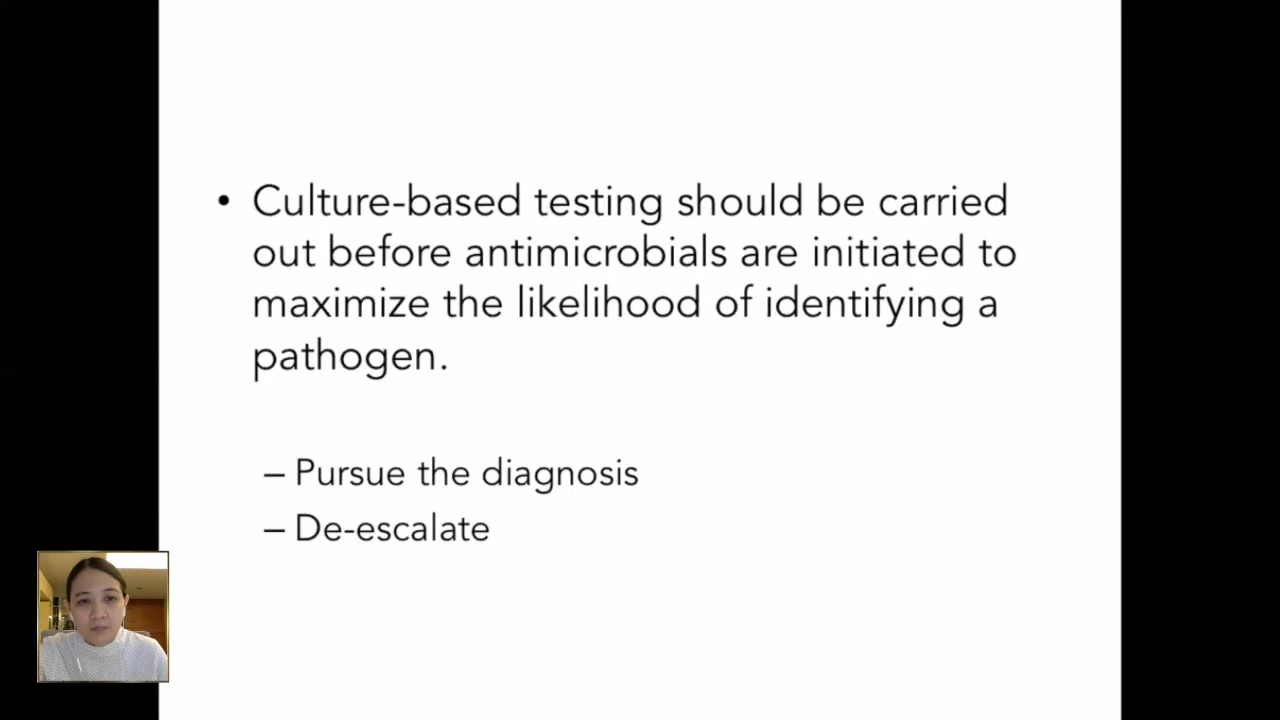 • Culture-based testing should be carried
out before antimicrobials are initiated to
maximize the likelihood of identifying a
pathogen.
– Pursue the diagnosis
– De-escalate